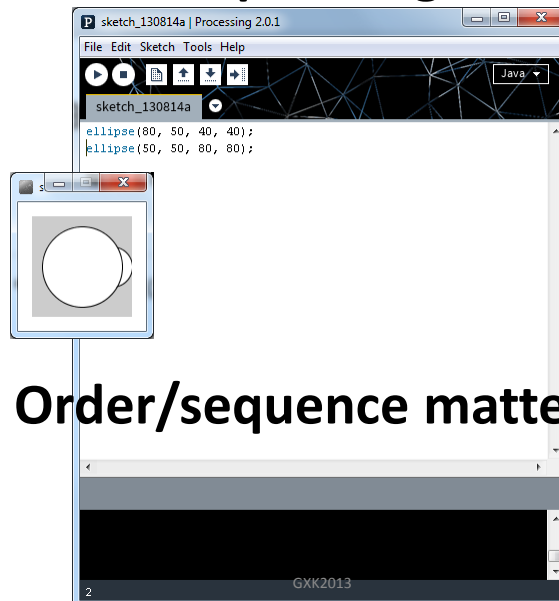 sketch_130814a | Processing 2.0.1
File Edit Sketch Tools Help
Java
sketch_130814a
ellipse(80, 50, 40, 40);
ellipse(50, 50, 80, 80);
s
Order/sequence matte
GXK2013
2